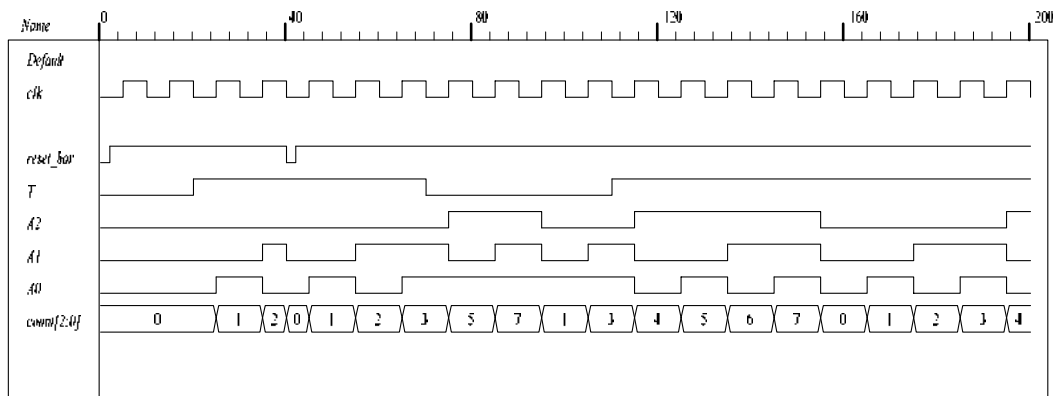 Name 0 40 80 120 160 200
Default
clk
reset_bar
T
A2
A1
A0
count[2:0] 0 1 2 0 1 2 3 5 7 1 3 4 5 6 7 0 1 2 3 4